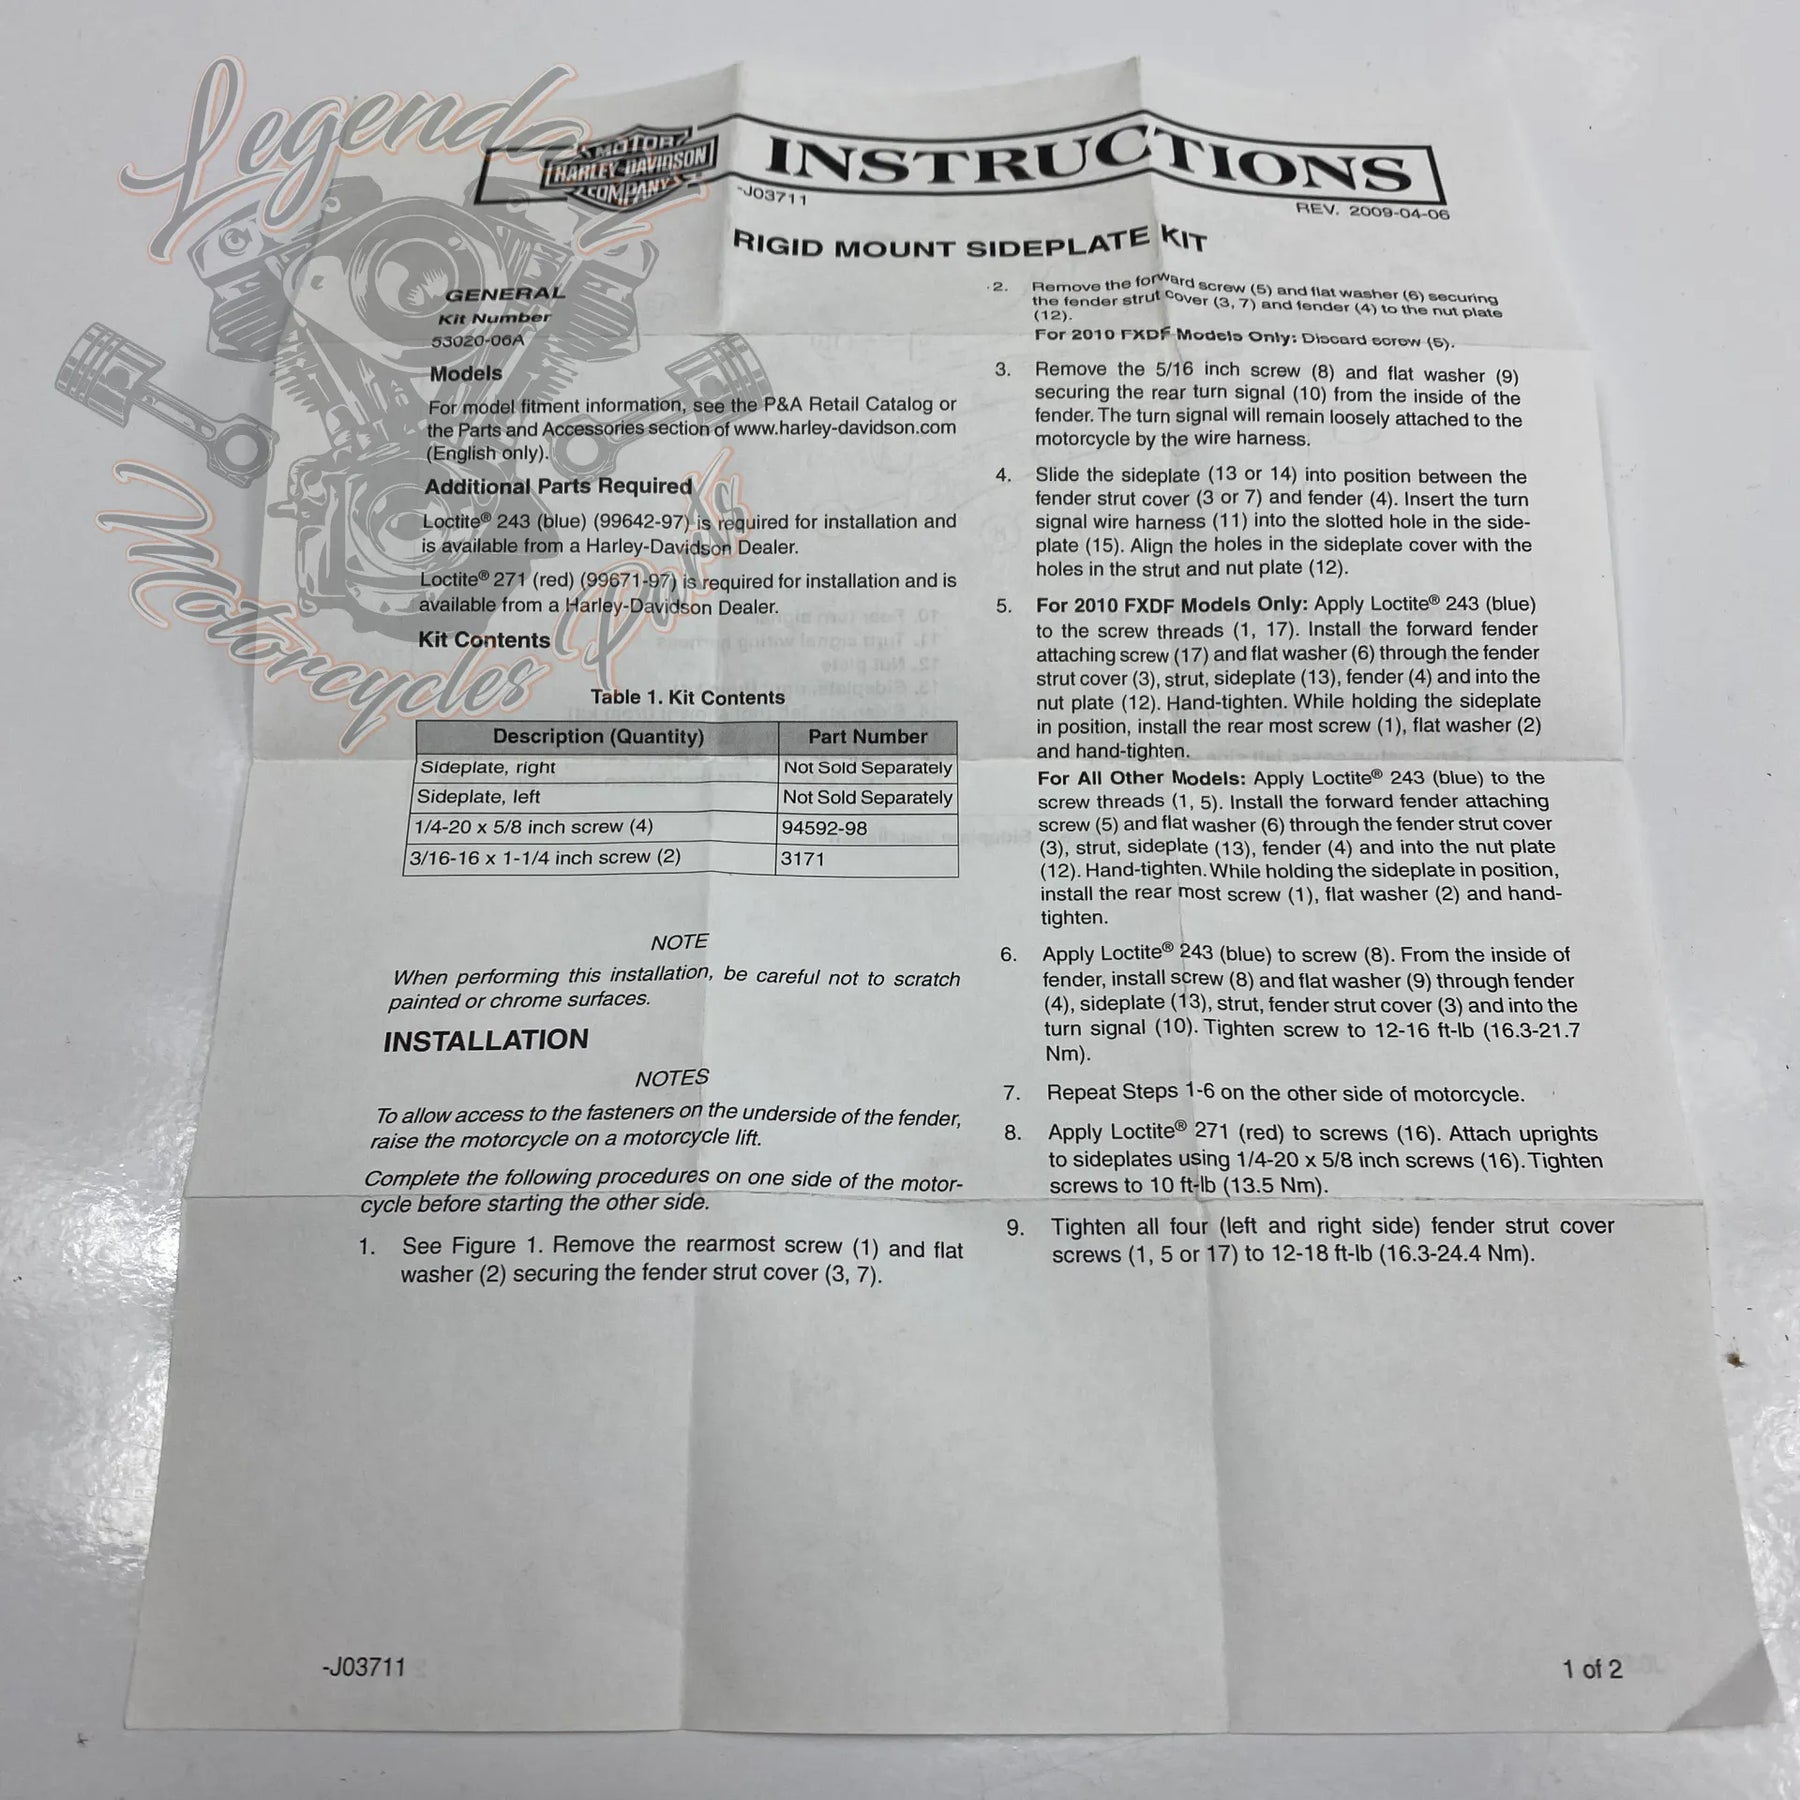 Legendary
Motorcycles Parts
MOTOR
HARLEY-DAVIDSON
COMPANY
INSTRUCTIONS
-J03711
REV. 2009-04-06
RIGID MOUNT SIDEPLATE KIT
GENERAL
Kit Number
53020-06A
Models
For model fitment information, see the P&A Retail Catalog or
the Parts and Accessories section of www.harley-davidson.com
(English only).
Additional Parts Required
Loctite® 243 (blue) (99642-97) is required for installation and
is available from a Harley-Davidson Dealer.
Loctite® 271 (red) (99671-97) is required for installation and is
available from a Harley-Davidson Dealer.
Kit Contents
Table 1. Kit Contents
Description (Quantity) Part Number
Sideplate, right Not Sold Separately
Sideplate, left Not Sold Separately
1/4-20 x 5/8 inch screw (4) 94592-98
3/16-16 x 1-1/4 inch screw (2) 3171
NOTE
When performing this installation, be careful not to scratch
painted or chrome surfaces.
INSTALLATION
NOTES
To allow access to the fasteners on the underside of the fender,
raise the motorcycle on a motorcycle lift.
Complete the following procedures on one side of the motor-
cycle before starting the other side.
1. See Figure 1. Remove the rearmost screw (1) and flat
washer (2) securing the fender strut cover (3, 7).
2. Remove the forward screw (5) and flat washer (6) securing
the fender strut cover (3, 7) and fender (4) to the nut plate
(12).
For 2010 FXDF Models Only: Discard screw (5).
3. Remove the 5/16 inch screw (8) and flat washer (9)
securing the rear turn signal (10) from the inside of the
fender. The turn signal will remain loosely attached to the
motorcycle by the wire harness.
4. Slide the sideplate (13 or 14) into position between the
fender strut cover (3 or 7) and fender (4). Insert the turn
signal wire harness (11) into the slotted hole in the side-
plate (15). Align the holes in the sideplate cover with the
holes in the strut and nut plate (12).
5. For 2010 FXDF Models Only: Apply Loctite® 243 (blue)
to the screw threads (1, 17). Install the forward fender
attaching screw (17) and flat washer (6) through the fender
strut cover (3), strut, sideplate (13), fender (4) and into the
nut plate (12). Hand-tighten. While holding the sideplate
in position, install the rear most screw (1), flat washer (2)
and hand-tighten.
For All Other Models: Apply Loctite® 243 (blue) to the
screw threads (1, 5). Install the forward fender attaching
screw (5) and flat washer (6) through the fender strut cover
(3), strut, sideplate (13), fender (4) and into the nut plate
(12). Hand-tighten. While holding the sideplate in position,
install the rear most screw (1), flat washer (2) and hand-
tighten.
6. Apply Loctite® 243 (blue) to screw (8). From the inside of
fender, install screw (8) and flat washer (9) through fender
(4), sideplate (13), strut, fender strut cover (3) and into the
turn signal (10). Tighten screw to 12-16 ft-lb (16.3-21.7
Nm).
7. Repeat Steps 1-6 on the other side of motorcycle.
8. Apply Loctite® 271 (red) to screws (16). Attach uprights
to sideplates using 1/4-20 x 5/8 inch screws (16). Tighten
screws to 10 ft-lb (13.5 Nm).
9. Tighten all four (left and right side) fender strut cover
screws (1, 5 or 17) to 12-18 ft-lb (16.3-24.4 Nm).
-J03711
1 of 2